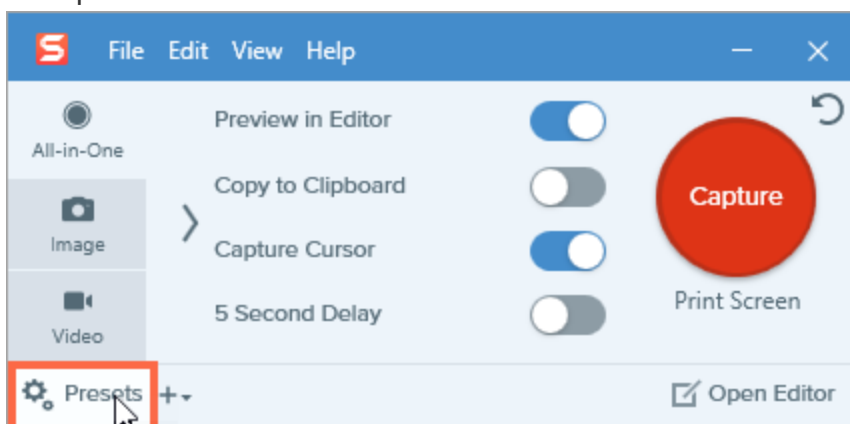 S File Edit View Help
All-in-One
Image
Video
Preview in Editor
Copy to Clipboard
Capture Cursor
5 Second Delay
Capture
Print Screen
Presets
Open Editor